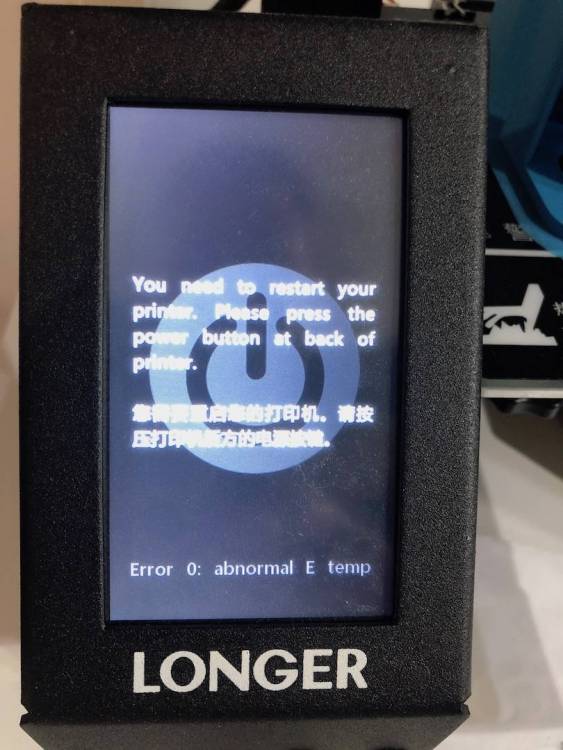 You need to restart your
printer. Please press the
power button at back of
printer.
您需要重启您的打印机。请按
压打印机后方的电源按键。
Error 0: abnormal E temp
LONGER